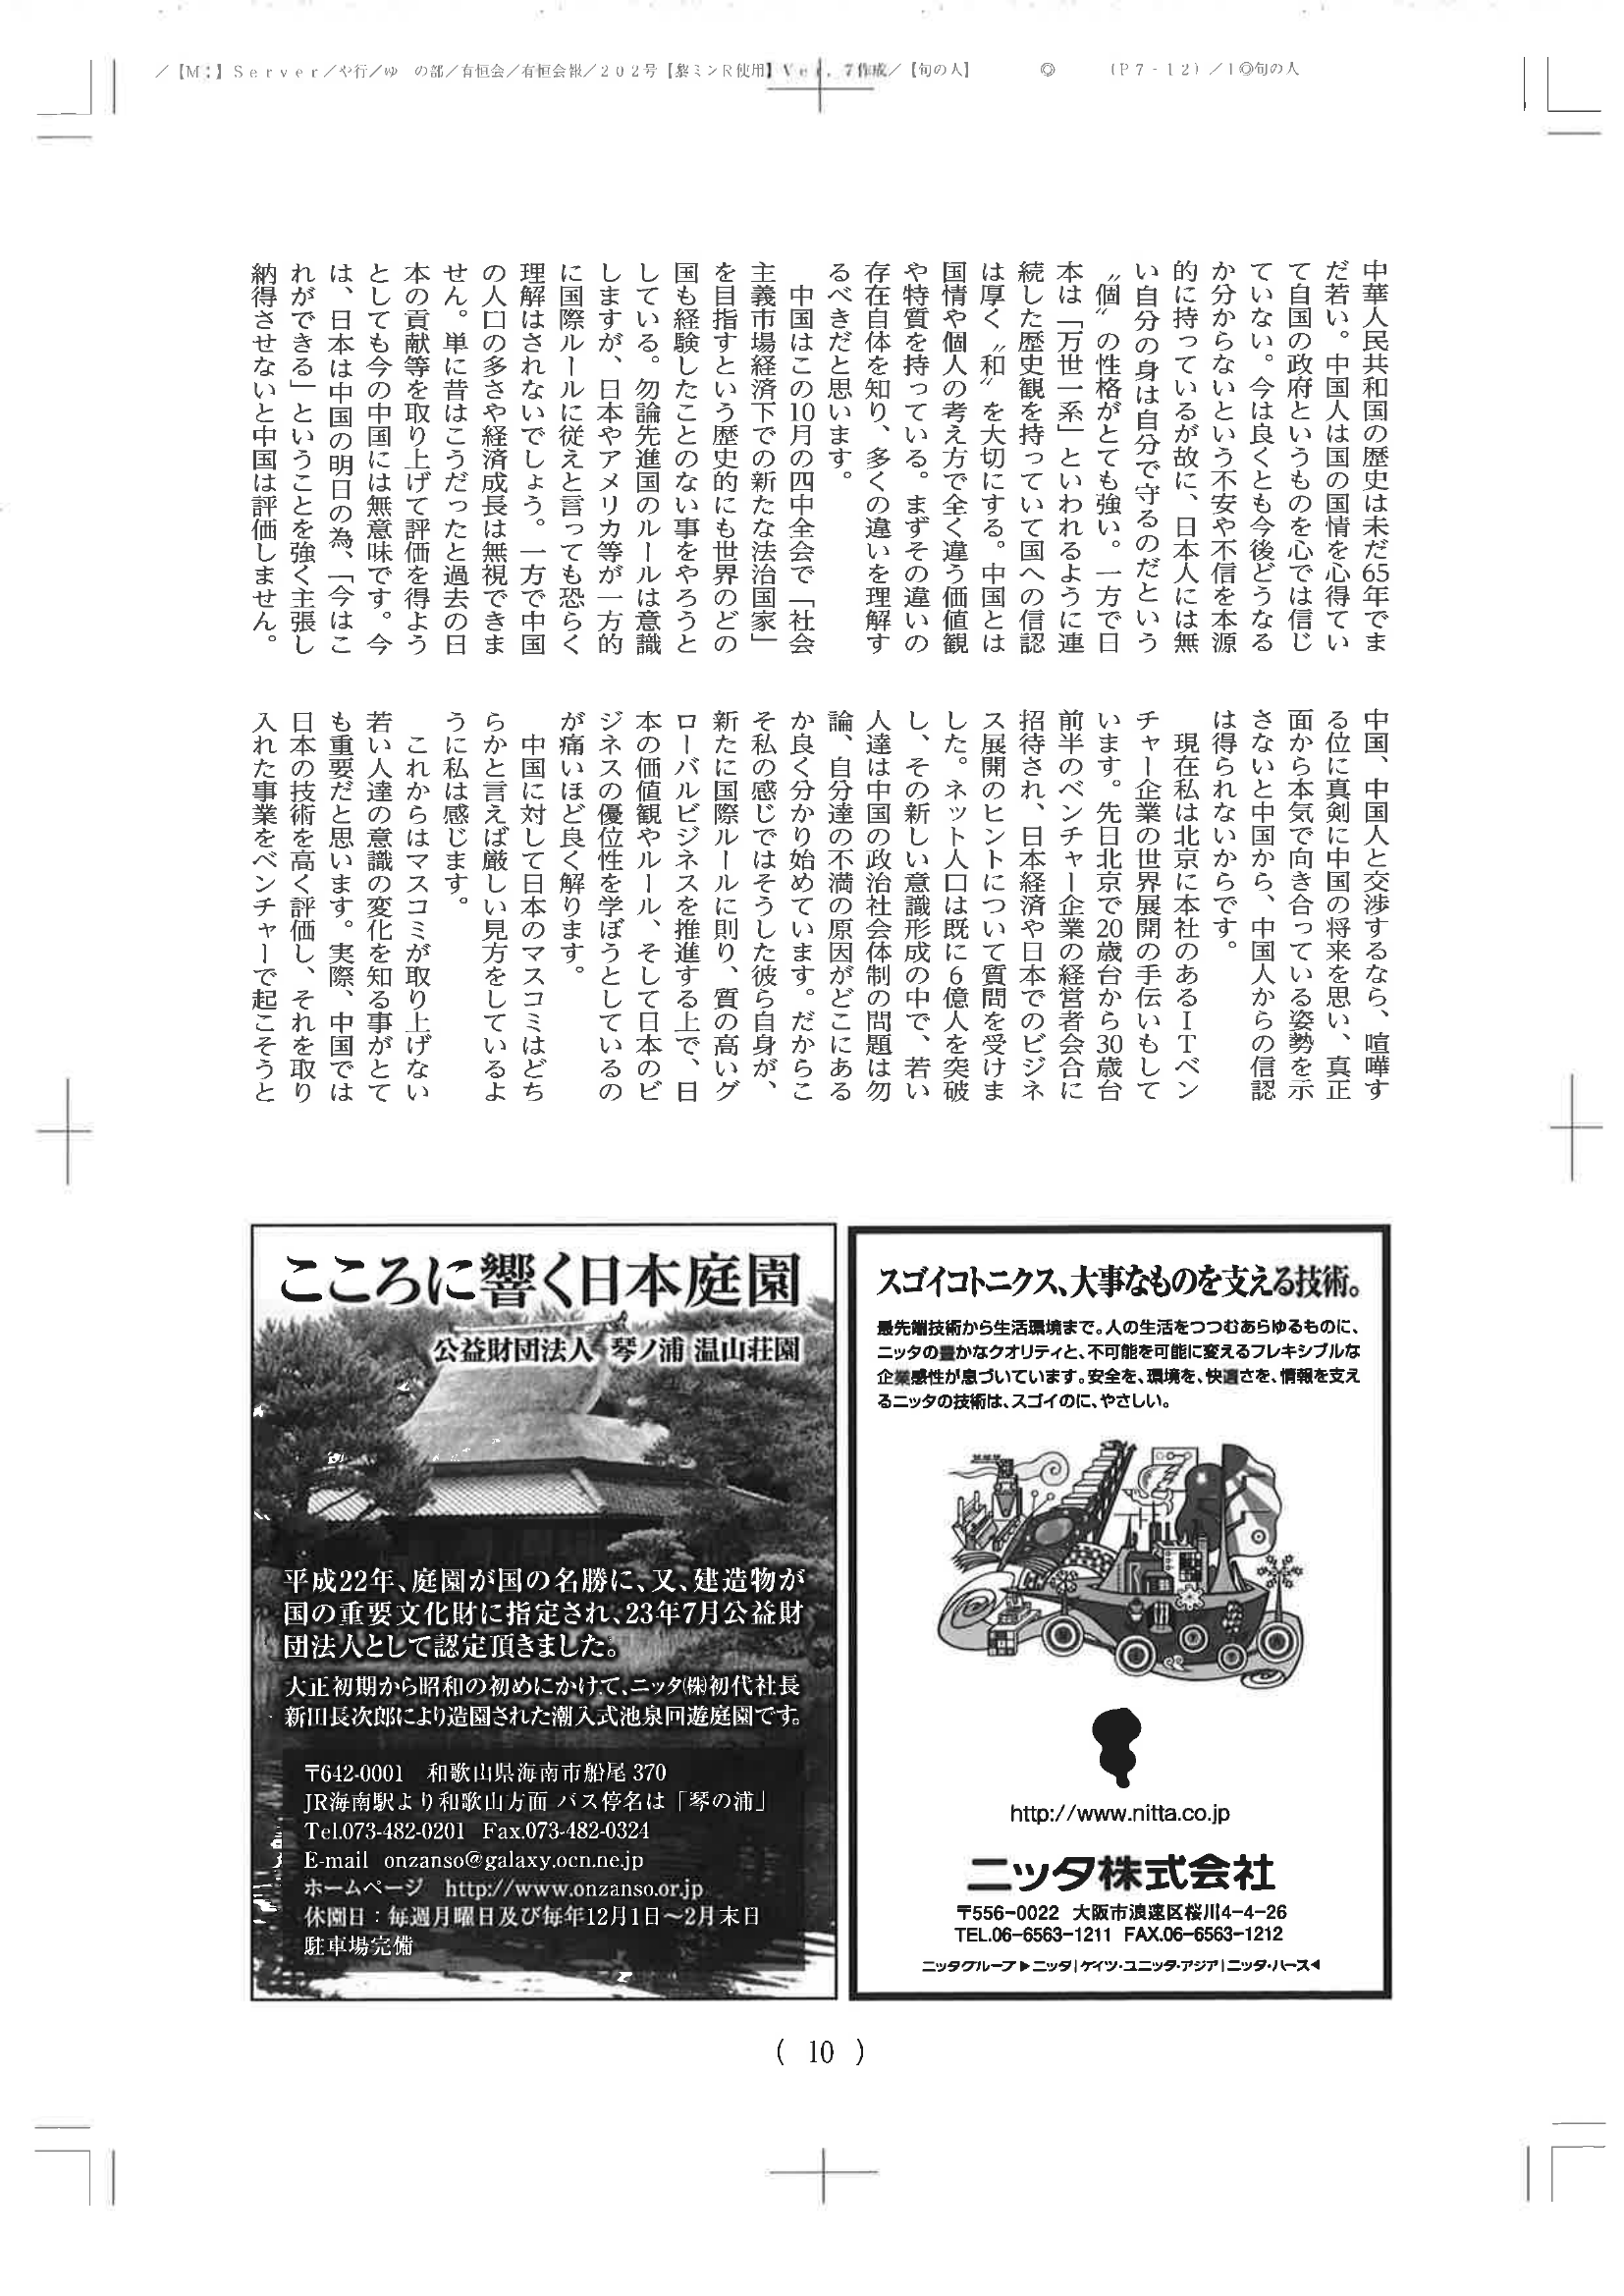 ／【M:】Server／や行／ゆ　の部／有恒会／有恒会報／２０２号【黎ミンR使用】Ver. 7作成／【旬の人】　◎　（P7-12）／1◎旬の人
中華人民共和国の歴史は未だ65年でま
だ若い。中国人は国の国情を心得てい
て自国の政府というものを心では信じ
ていない。今は良くとも今後どうなる
か分からないという不安や不信を本源
的に持っているが故に、日本人には無
い自分の身は自分で守るのだという
〝個〟の性格がとても強い。一方で日
本は「万世一系」といわれるように連
続した歴史観を持っていて国への信認
は厚く〝和〟を大切にする。中国とは
国情や個人の考え方で全く違う価値観
や特質を持っている。まずその違いの
存在自体を知り、多くの違いを理解す
るべきだと思います。
　中国はこの10月の四中全会で「社会
主義市場経済下での新たな法治国家」
を目指すという歴史的にも世界のどの
国も経験したことのない事をやろうと
している。勿論先進国のルールは意識
しますが、日本やアメリカ等が一方的
に国際ルールに従えと言っても恐らく
理解はされないでしょう。一方で中国
の人口の多さや経済成長は無視できま
せん。単に昔はこうだったと過去の日
本の貢献等を取り上げて評価を得よう
としても今の中国には無意味です。今
は、日本は中国の明日の為、「今はこ
れができる」ということを強く主張し
納得させないと中国は評価しません。
中国、中国人と交渉するなら、喧嘩す
る位に真剣に中国の将来を思い、真正
面から本気で向き合っている姿勢を示
さないと中国から、中国人からの信認
は得られないからです。
　現在私は北京に本社のあるＩＴベン
チャー企業の世界展開の手伝いもして
います。先日北京で20歳台から30歳台
前半のベンチャー企業の経営者会合に
招待され、日本経済や日本でのビジネ
ス展開のヒントについて質問を受けま
した。ネット人口は既に６億人を突破
し、その新しい意識形成の中で、若い
人達は中国の政治社会体制の問題は勿
論、自分達の不満の原因がどこにある
か良く分かり始めています。だからこ
そ私の感じではそうした彼ら自身が、
新たに国際ルールに則り、質の高いグ
ローバルビジネスを推進する上で、日
本の価値観やルール、そして日本のビ
ジネスの優位性を学ぼうとしているの
が痛いほど良く解ります。
　中国に対して日本のマスコミはどち
らかと言えば厳しい見方をしているよ
うに私は感じます。
　これからはマスコミが取り上げない
若い人達の意識の変化を知る事がとて
も重要だと思います。実際、中国では
日本の技術を高く評価し、それを取り
入れた事業をベンチャーで起こそうと
スゴイコトニクス、大事なものを支える技術。
最先端技術から生活環境まで。人の生活をつつむあらゆるものに、
ニッタの豊かなクオリティと、不可能を可能に変えるフレキシブルな
企業感性が息づいています。安全を、環境を、快適さを、情報を支え
るニッタの技術は、スゴイのに、やさしい。
http://www.nitta.co.jp
ニッタ株式会社
〒556-0022 大阪市浪速区桜川4-4-26
TEL.06-6563-1211 FAX.06-6563-1212
ニッタグループ▶ニッタ|ゲイツ・ユニッタ・アジア|ニッタ・ハース◀
こころに響く日本庭園
公益財団法人 琴ノ浦 温山荘園
平成22年、庭園が国の名勝に、又、建造物が
国の重要文化財に指定され、23年7月公益財
団法人として認定頂きました。
大正初期から昭和の初めにかけて、ニッタ㈱初代社長
新田長次郎により造園された潮入式池泉回遊庭園です。
〒642-0001　和歌山県海南市船尾 370
JR海南駅より和歌山方面 バス停名は「琴の浦」
Tel.073-482-0201 Fax.073-482-0324
E-mail onzanso@galaxy.ocn.ne.jp
ホームページ　http://www.onzanso.or.jp
休園日：毎週月曜日及び毎年12月1日〜2月末日
駐車場完備
( 10 )